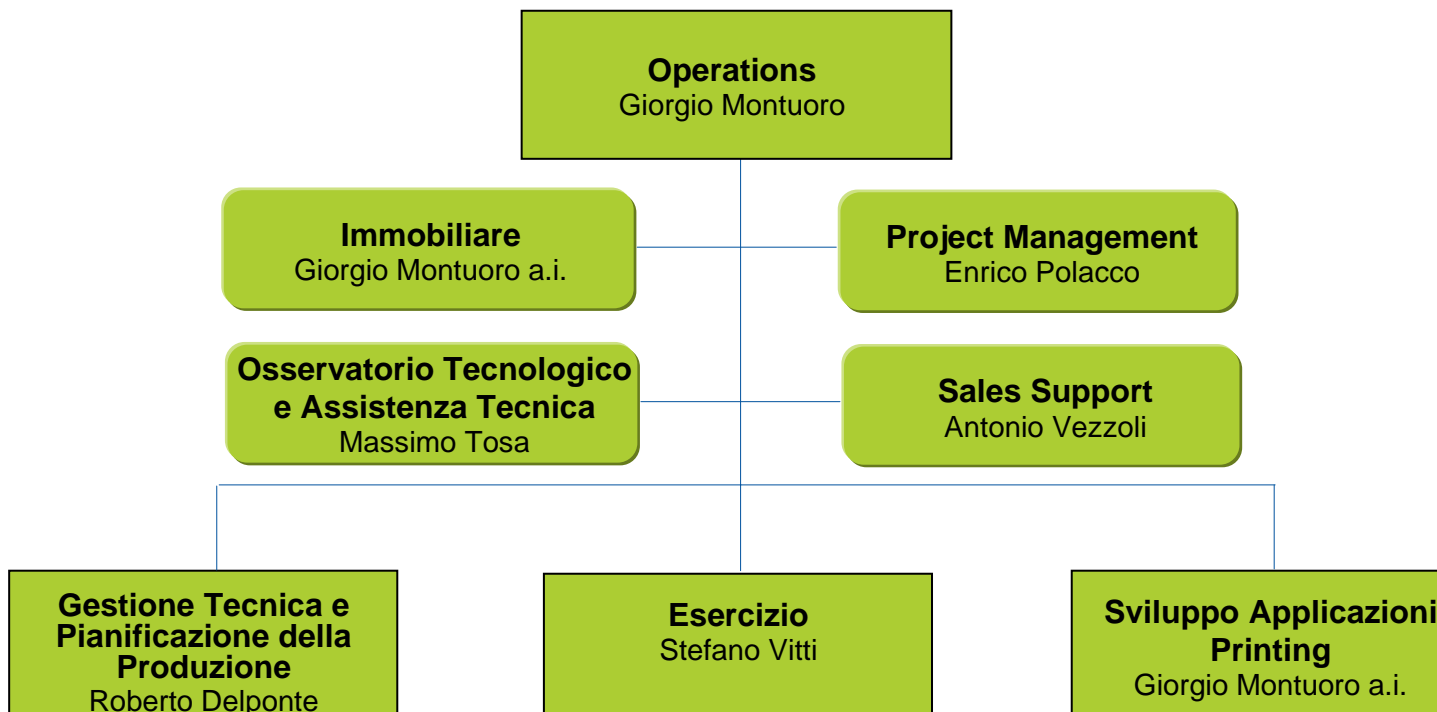 Operations
Giorgio Montuoro
Immobiliare
Giorgio Montuoro a.i.
Project Management
Enrico Polacco
Osservatorio Tecnologico
e Assistenza Tecnica
Massimo Tosa
Sales Support
Antonio Vezzoli
Gestione Tecnica e
Pianificazione della
Produzione
Roberto Delponte
Esercizio
Stefano Vitti
Sviluppo Applicazioni
Printing
Giorgio Montuoro a.i.